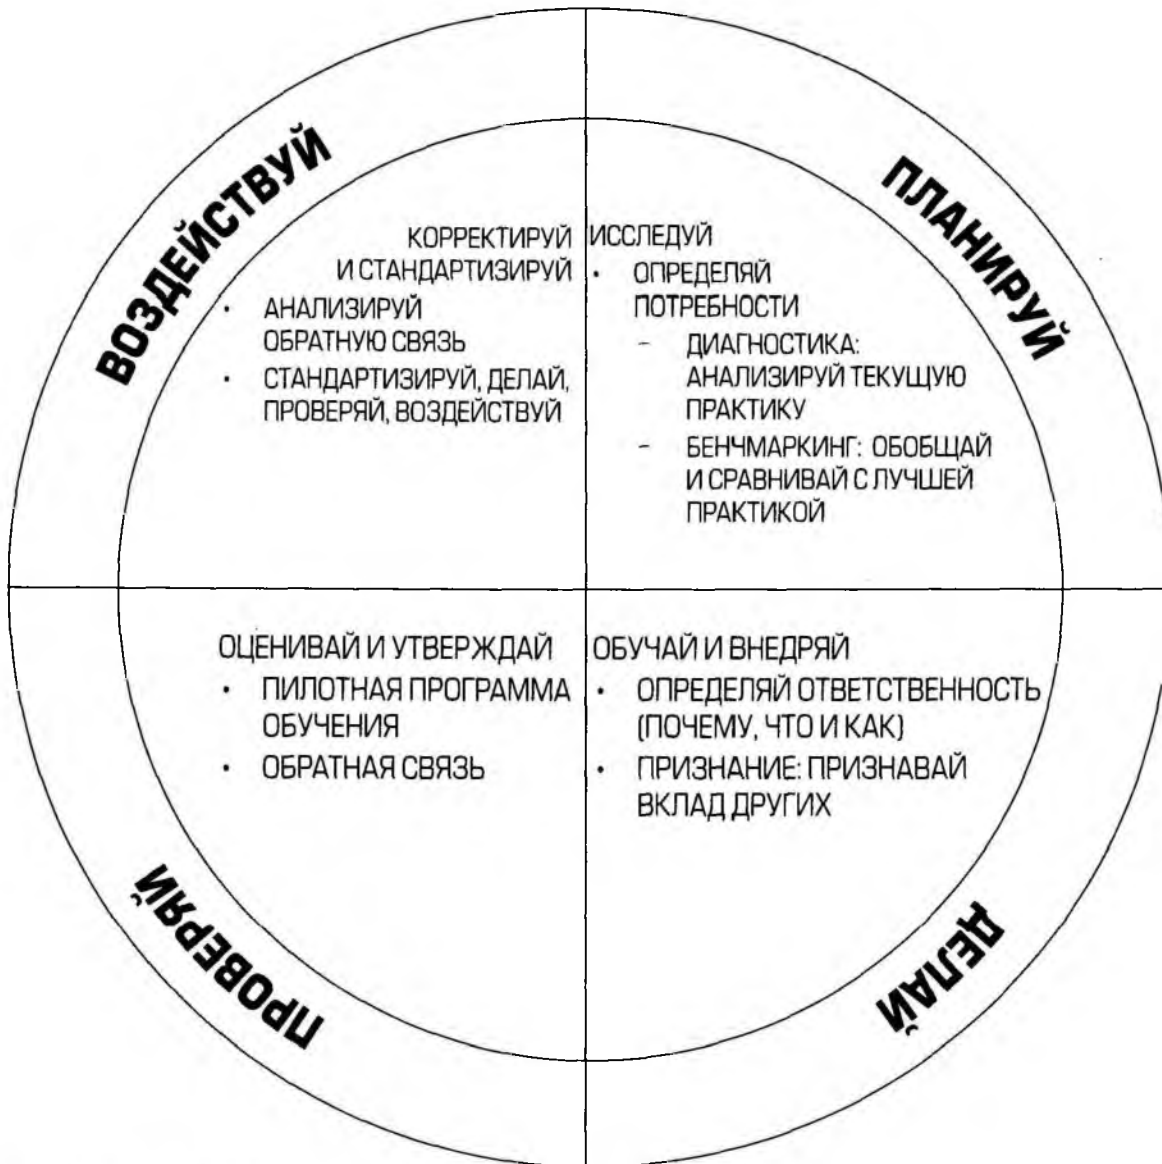 ПЛАНИРУЙ
ИССЛЕДУЙ
• ОПРЕДЕЛЯЙ
ПОТРЕБНОСТИ
– ДИАГНОСТИКА:
АНАЛИЗИРУЙ ТЕКУЩУЮ
ПРАКТИКУ
– БЕНЧМАРКИНГ: ОБОБЩАЙ
И СРАВНИВАЙ С ЛУЧШЕЙ
ПРАКТИКОЙ
ДЕЛАЙ
ОБУЧАЙ И ВНЕДРЯЙ
• ОПРЕДЕЛЯЙ ОТВЕТСТВЕННОСТЬ
(ПОЧЕМУ, ЧТО И КАК)
• ПРИЗНАНИЕ: ПРИЗНАВАЙ
ВКЛАД ДРУГИХ
ПРОВЕРЯЙ
ОЦЕНИВАЙ И УТВЕРЖДАЙ
• ПИЛОТНАЯ ПРОГРАММА
ОБУЧЕНИЯ
• ОБРАТНАЯ СВЯЗЬ
ВОЗДЕЙСТВУЙ
КОРРЕКТИРУЙ
И СТАНДАРТИЗИРУЙ
• АНАЛИЗИРУЙ
ОБРАТНУЮ СВЯЗЬ
• СТАНДАРТИЗИРУЙ, ДЕЛАЙ,
ПРОВЕРЯЙ, ВОЗДЕЙСТВУЙ